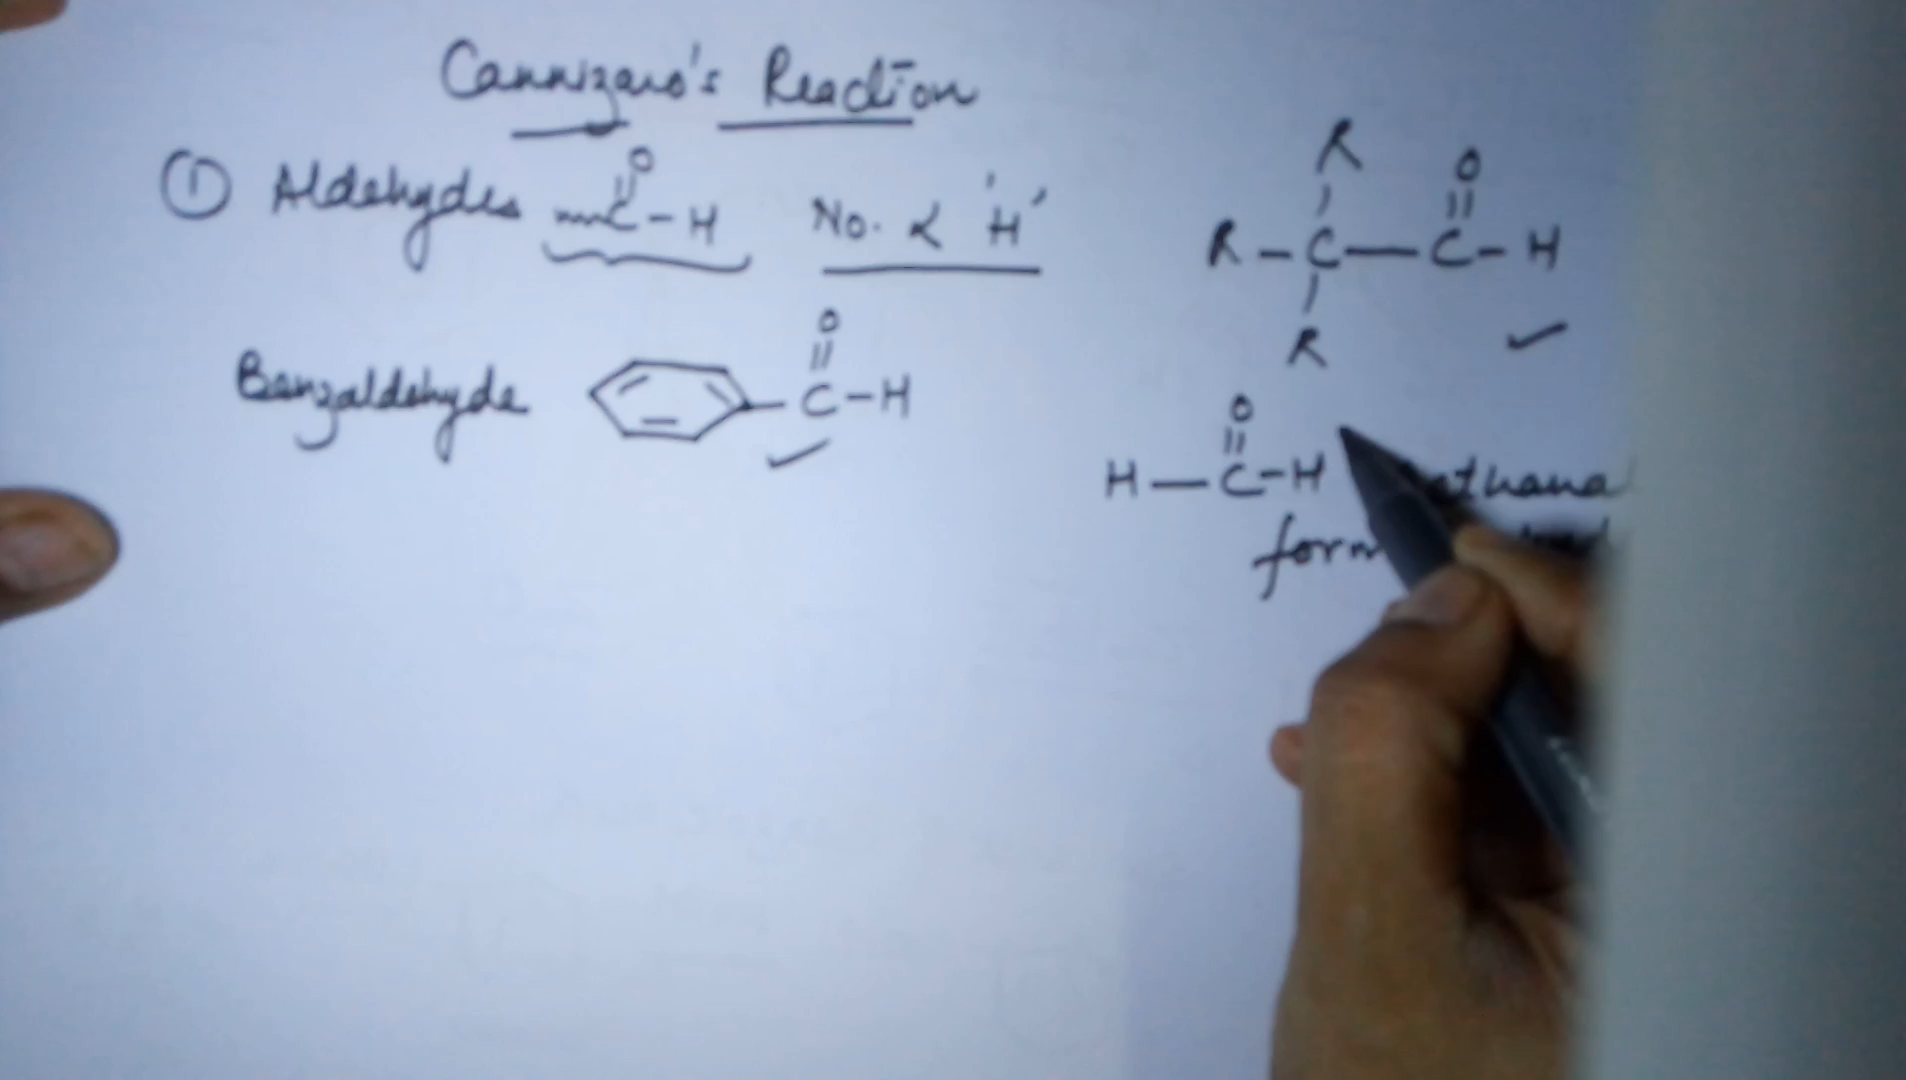 Cannizaro's Reaction
① Aldehydes
O
||
C-H
No. α 'H'
R
|
R-C-C-H
||
O
|
R
Benzaldehyde
O
||
C-H
O
||
H-C-H